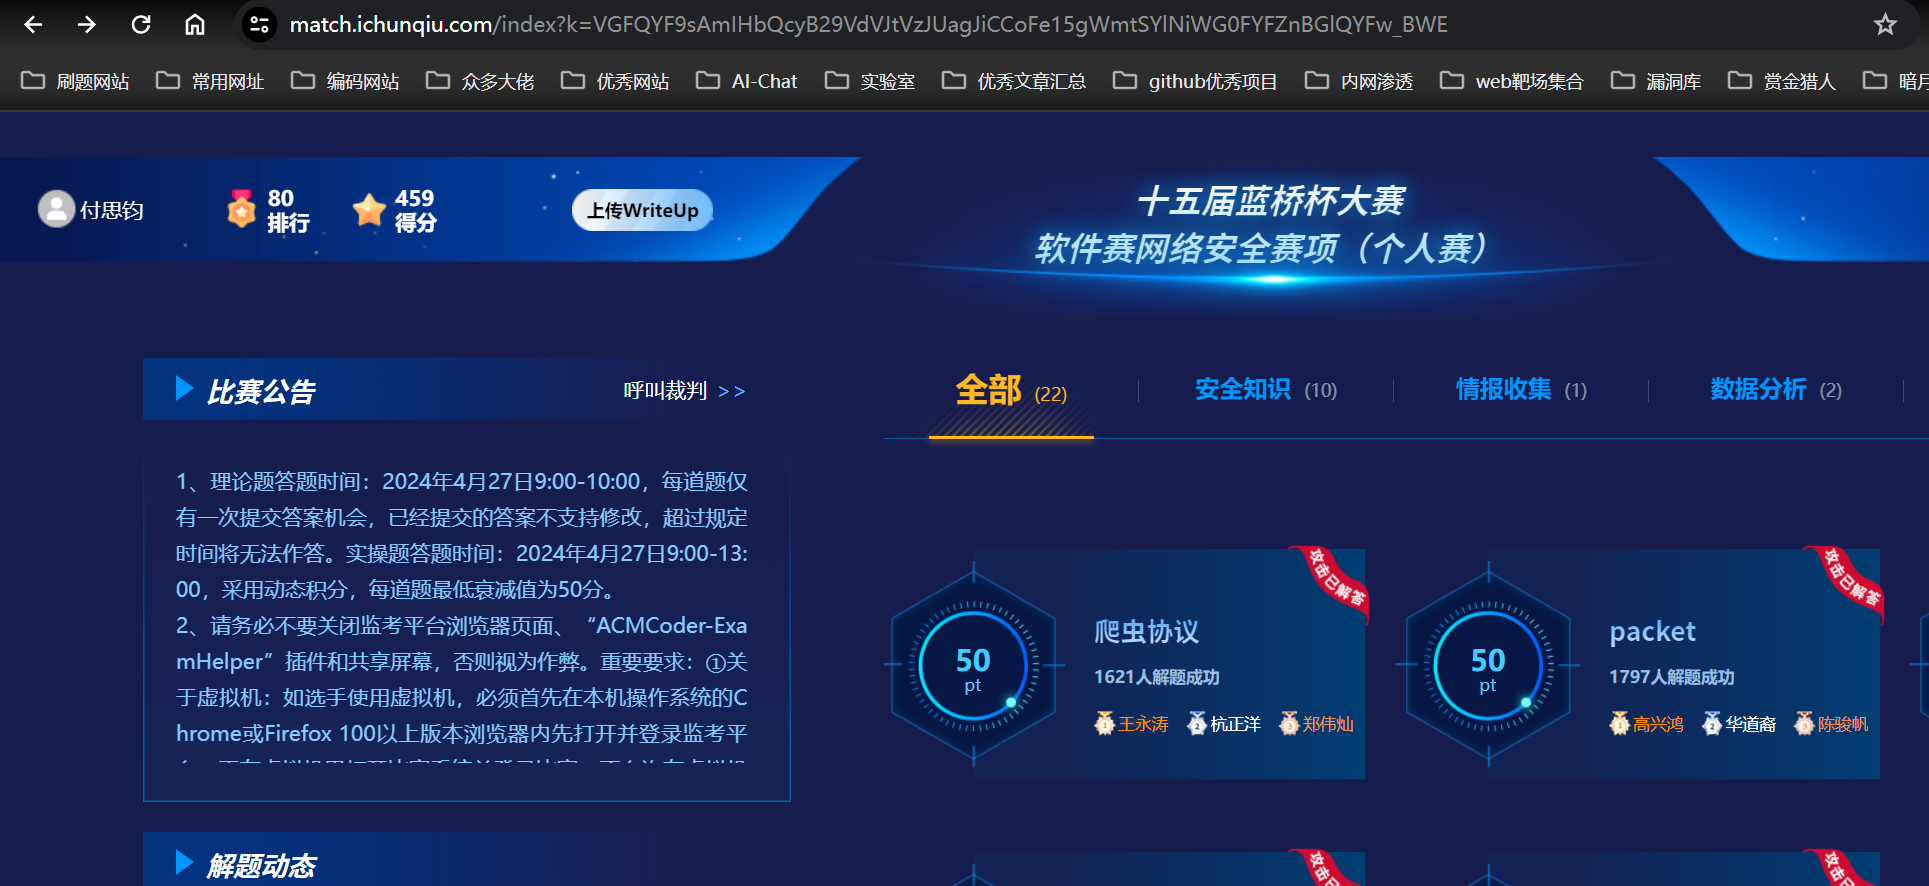 match.ichunqiu.com/index?k=VGFQYF9sAmIHbQcyB29VdVJtVzJUagJiCCoFe15gWmtSYlNiWG0FYFZnBGlQYFw_BWE
刷题网站 常用网址 编码网站 众多大佬 优秀网站 AI-Chat 实验室 优秀文章汇总 github优秀项目 内网渗透 web靶场集合 漏洞库 赏金猎人 暗月
付思钧
80
排行
459
得分
上传WriteUp
十五届蓝桥杯大赛
软件赛网络安全赛项（个人赛）
比赛公告
呼叫裁判 >>
1、理论题答题时间：2024年4月27日9:00-10:00，每道题仅
有一次提交答案机会，已经提交的答案不支持修改，超过规定
时间将无法作答。实操题答题时间：2024年4月27日9:00-13:
00，采用动态积分，每道题最低衰减值为50分。
2、请务必不要关闭监考平台浏览器页面、“ACMCoder-Exa
mHelper”插件和共享屏幕，否则视为作弊。重要要求：①关
于虚拟机：如选手使用虚拟机，必须首先在本机操作系统的C
hrome或Firefox 100以上版本浏览器内先打开并登录监考平
解题动态
全部 (22)
安全知识 (10)
情报收集 (1)
数据分析 (2)
攻击已解答
50
pt
爬虫协议
1621人解题成功
1 王永涛 2 杭正洋 3 郑伟灿
攻击已解答
50
pt
packet
1797人解题成功
1 高兴鸿 2 华道裔 3 陈骏帆
攻击已
攻击已